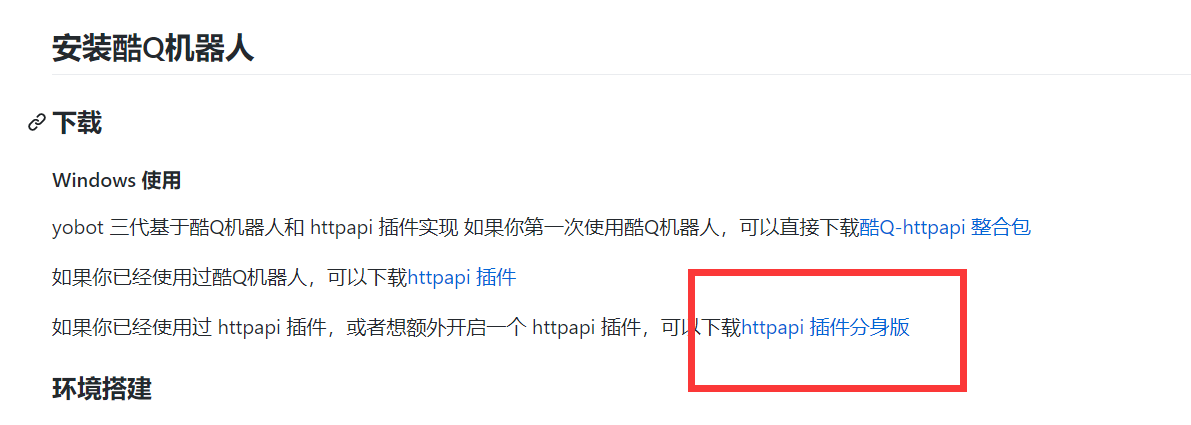 安装酷Q机器人
下载
Windows 使用
yobot 三代基于酷Q机器人和 httpapi 插件实现 如果你第一次使用酷Q机器人，可以直接下载酷Q-httpapi 整合包
如果你已经使用过酷Q机器人，可以下载httpapi 插件
如果你已经使用过 httpapi 插件，或者想额外开启一个 httpapi 插件，可以下载httpapi 插件分身版
环境搭建